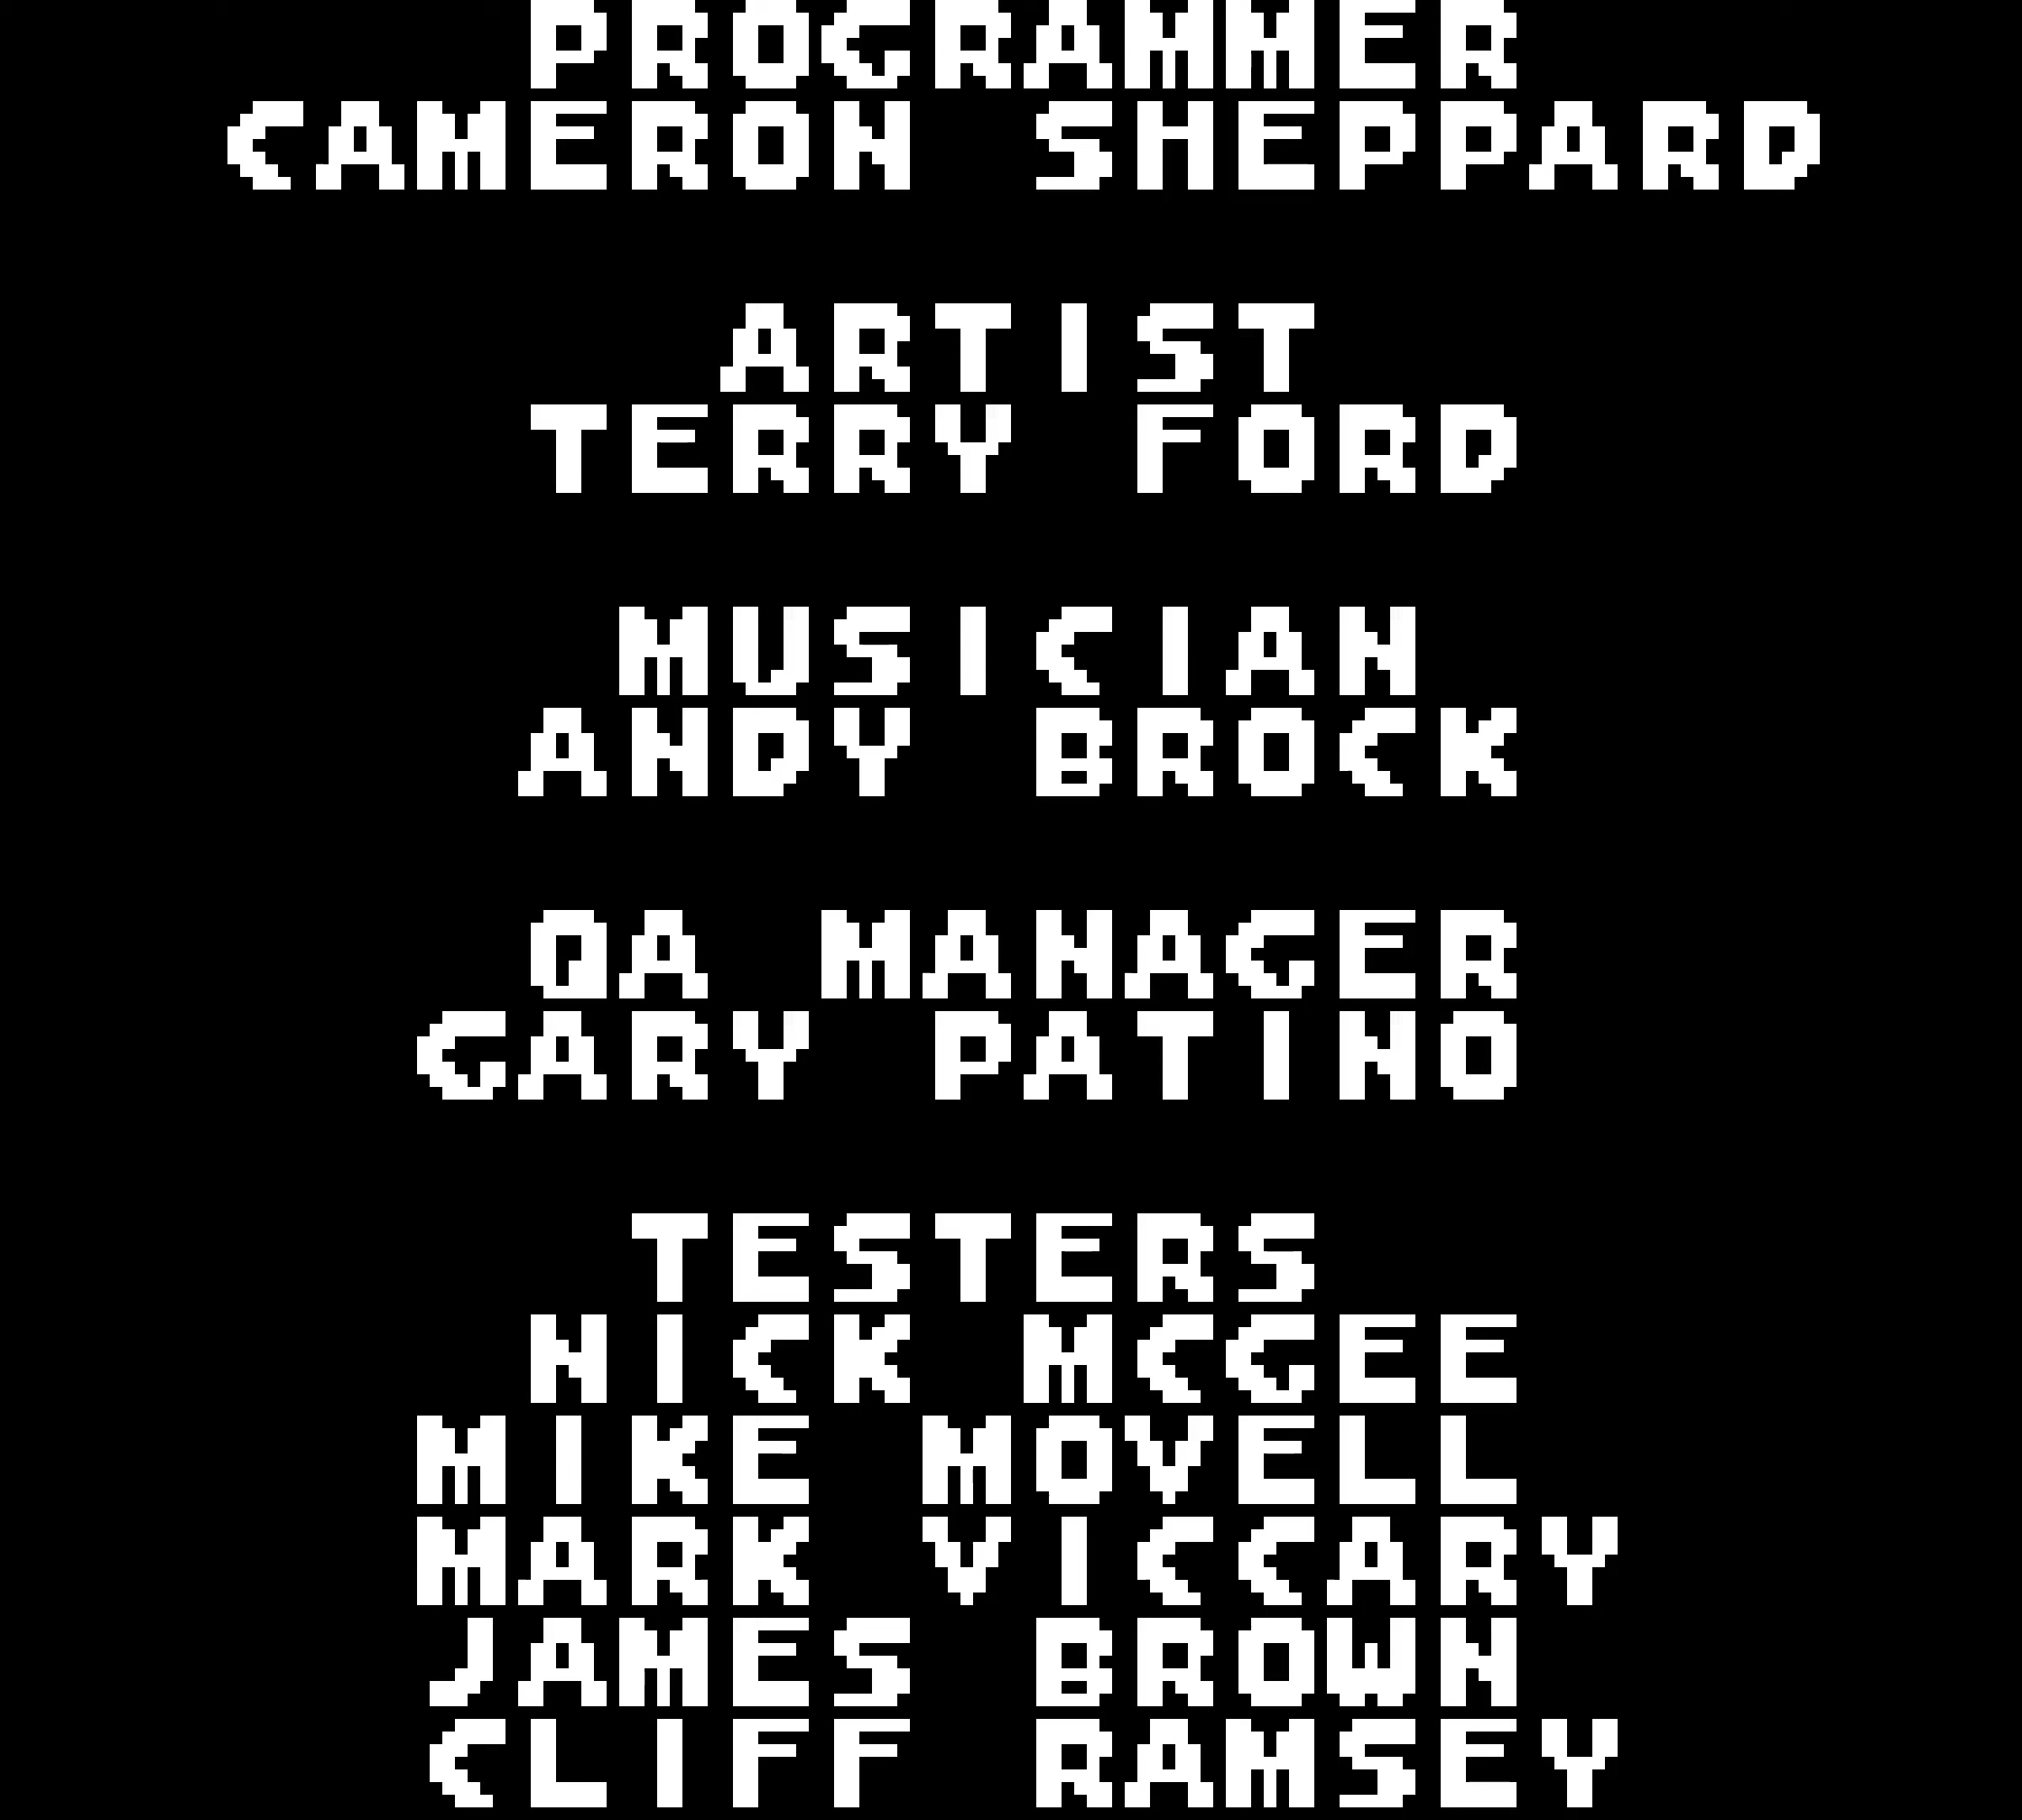 PROGRAMMER
CAMERON SHEPPARD
ARTIST
TERRY FORD
MUSICIAN
ANDY BROCK
QA MANAGER
GARY PATINO
TESTERS
NICK MCGEE
MIKE MOVELL
MARK VICCARY
JAMES BROWN
CLIFF RAMSEY